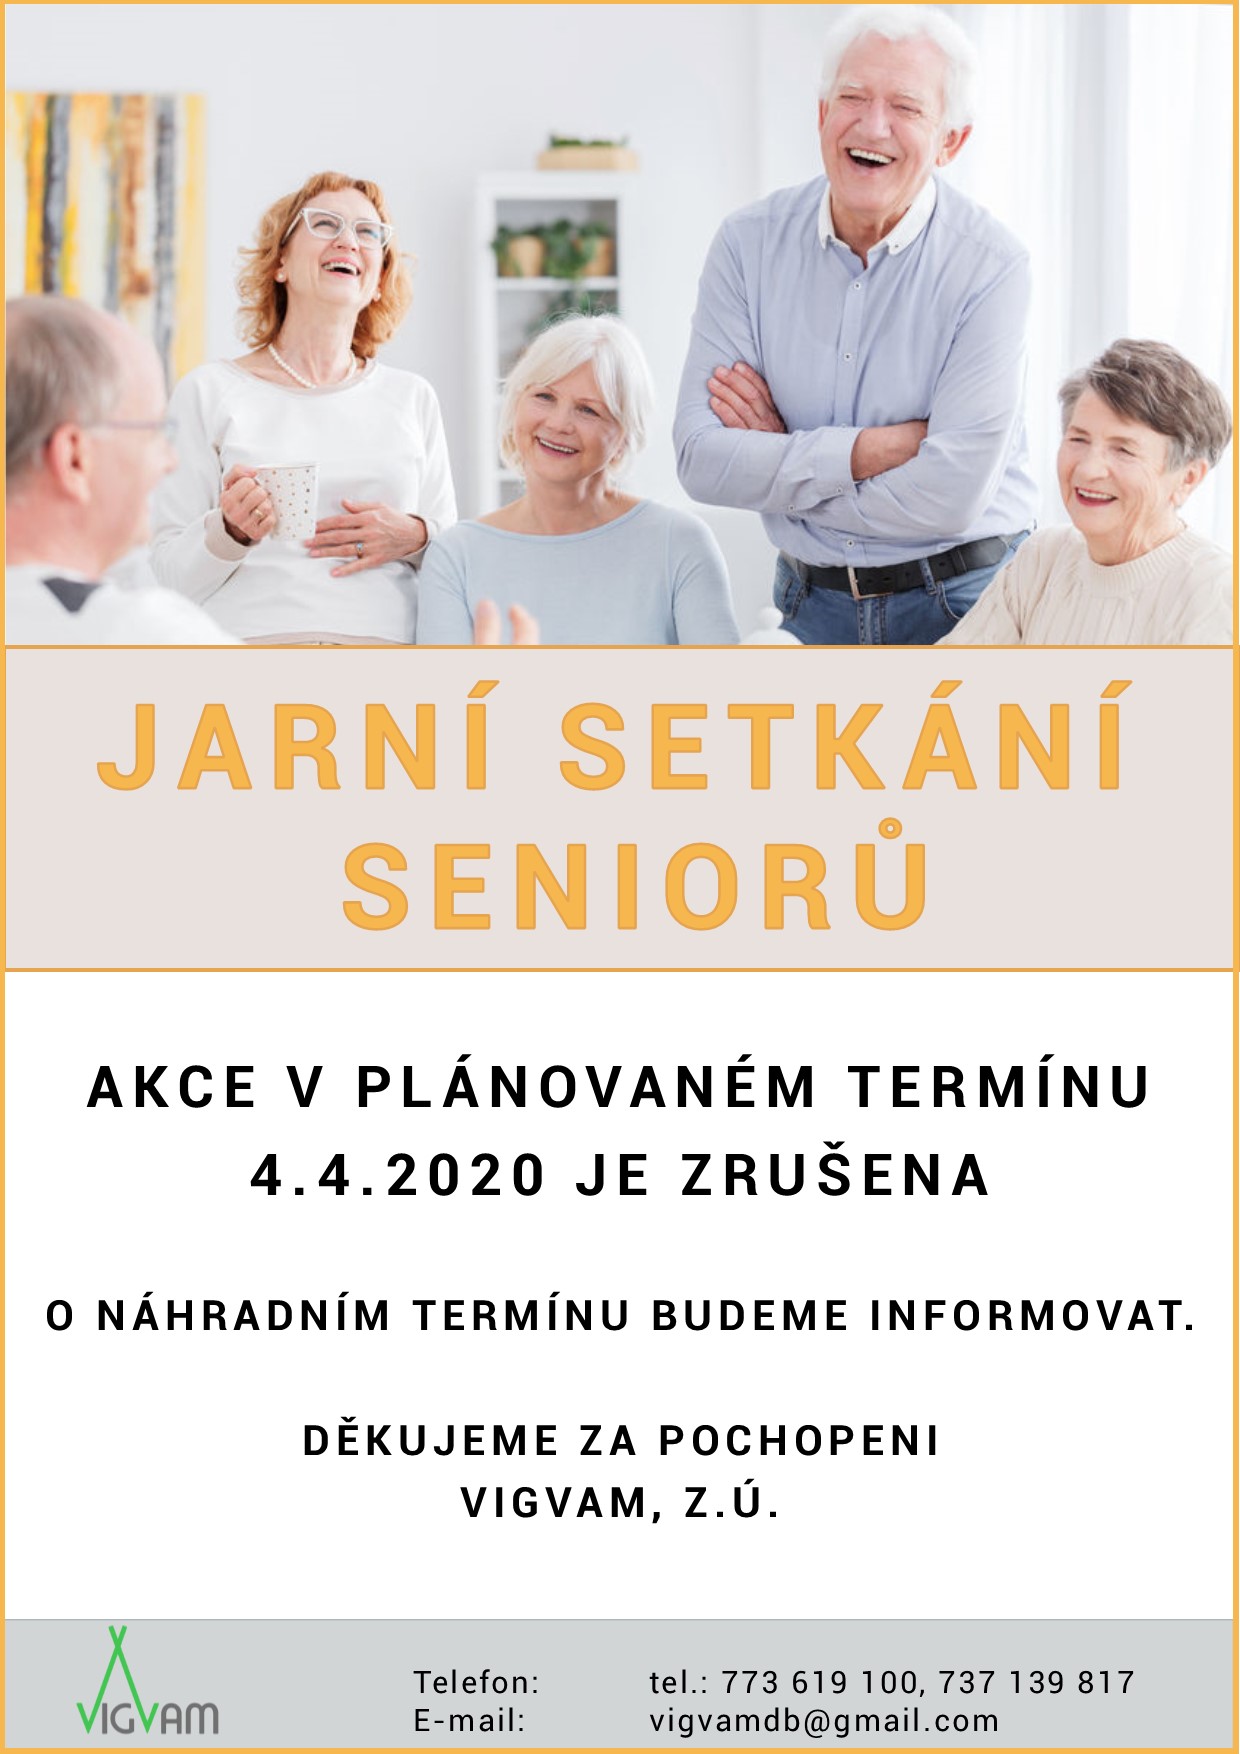 JARNÍ SETKÁNÍ
SENIORŮ
AKCE V PLÁNOVANÉM TERMÍNU
4.4.2020 JE ZRUŠENA
O NÁHRADNÍM TERMÍNU BUDEME INFORMOVAT.
DĚKUJEME ZA POCHOPENI
VIGVAM, Z.Ú.
VIGVAM
Telefon: tel.: 773 619 100, 737 139 817
E-mail: vigvamdb@gmail.com